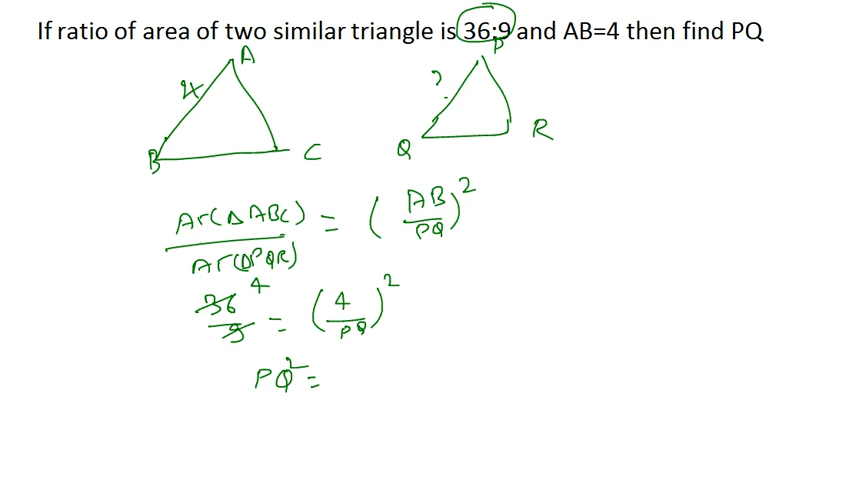 If ratio of area of two similar triangle is 36:9 and AB=4 then find PQ
A P
4 ?
B C Q R
Ar(Δ ABC) / Ar(ΔPQR) = (AB/PQ)²
36/9 4 = (4/PQ)²
PQ² =